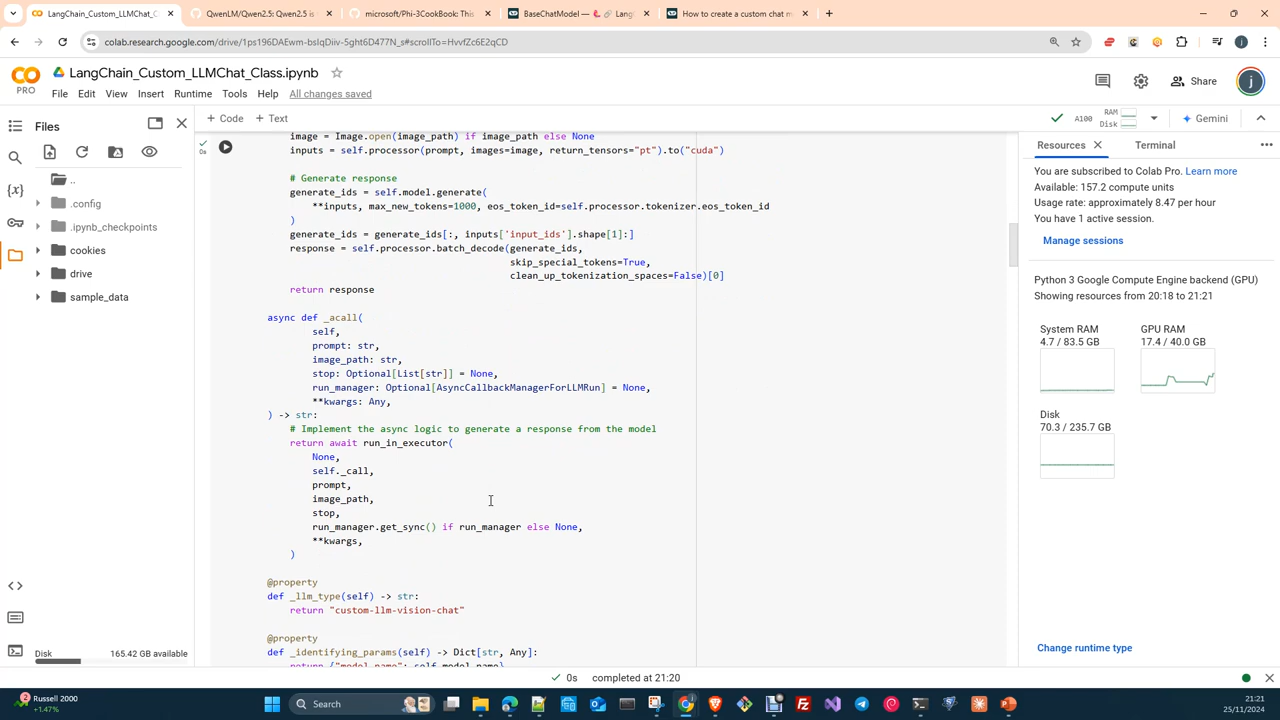 LangChain_Custom_LLMChat_C
QwenLM/Qwen2.5: Qwen2.5 is t
microsoft/Phi-3CookBook: This
BaseChatModel — 🦜🔗 Lang
How to create a custom chat m
colab.research.google.com/drive/1ps196DAEwm-bsIqDiiv-5ght6D477N_s#scrollTo=HvvfZc6E2qCD
PRO
LangChain_Custom_LLMChat_Class.ipynb
File Edit View Insert Runtime Tools Help All changes saved
Share
+ Code + Text
RAM
Disk
A100
Gemini
Files
..
.config
.ipynb_checkpoints
cookies
drive
sample_data
Disk 165.42 GB available
0s
image = Image.open(image_path) if image_path else None
inputs = self.processor(prompt, images=image, return_tensors="pt").to("cuda")
# Generate response
generate_ids = self.model.generate(
**inputs, max_new_tokens=1000, eos_token_id=self.processor.tokenizer.eos_token_id
)
generate_ids = generate_ids[:, inputs['input_ids'].shape[1]:]
response = self.processor.batch_decode(generate_ids,
skip_special_tokens=True,
clean_up_tokenization_spaces=False)[0]
return response
async def _acall(
self,
prompt: str,
image_path: str,
stop: Optional[List[str]] = None,
run_manager: Optional[AsyncCallbackManagerForLLMRun] = None,
**kwargs: Any,
) -> str:
# Implement the async logic to generate a response from the model
return await run_in_executor(
None,
self._call,
prompt,
image_path,
stop,
run_manager.get_sync() if run_manager else None,
**kwargs,
)
@property
def _llm_type(self) -> str:
return "custom-llm-vision-chat"
@property
def _identifying_params(self) -> Dict[str, Any]:
return {"model_name": self.model_name}
Resources
Terminal
You are subscribed to Colab Pro. Learn more
Available: 157.2 compute units
Usage rate: approximately 8.47 per hour
You have 1 active session.
Manage sessions
Python 3 Google Compute Engine backend (GPU)
Showing resources from 20:18 to 21:21
System RAM
4.7 / 83.5 GB
GPU RAM
17.4 / 40.0 GB
Disk
70.3 / 235.7 GB
Change runtime type
0s completed at 21:20
Russell 2000
+1.47%
Search
21:21
25/11/2024